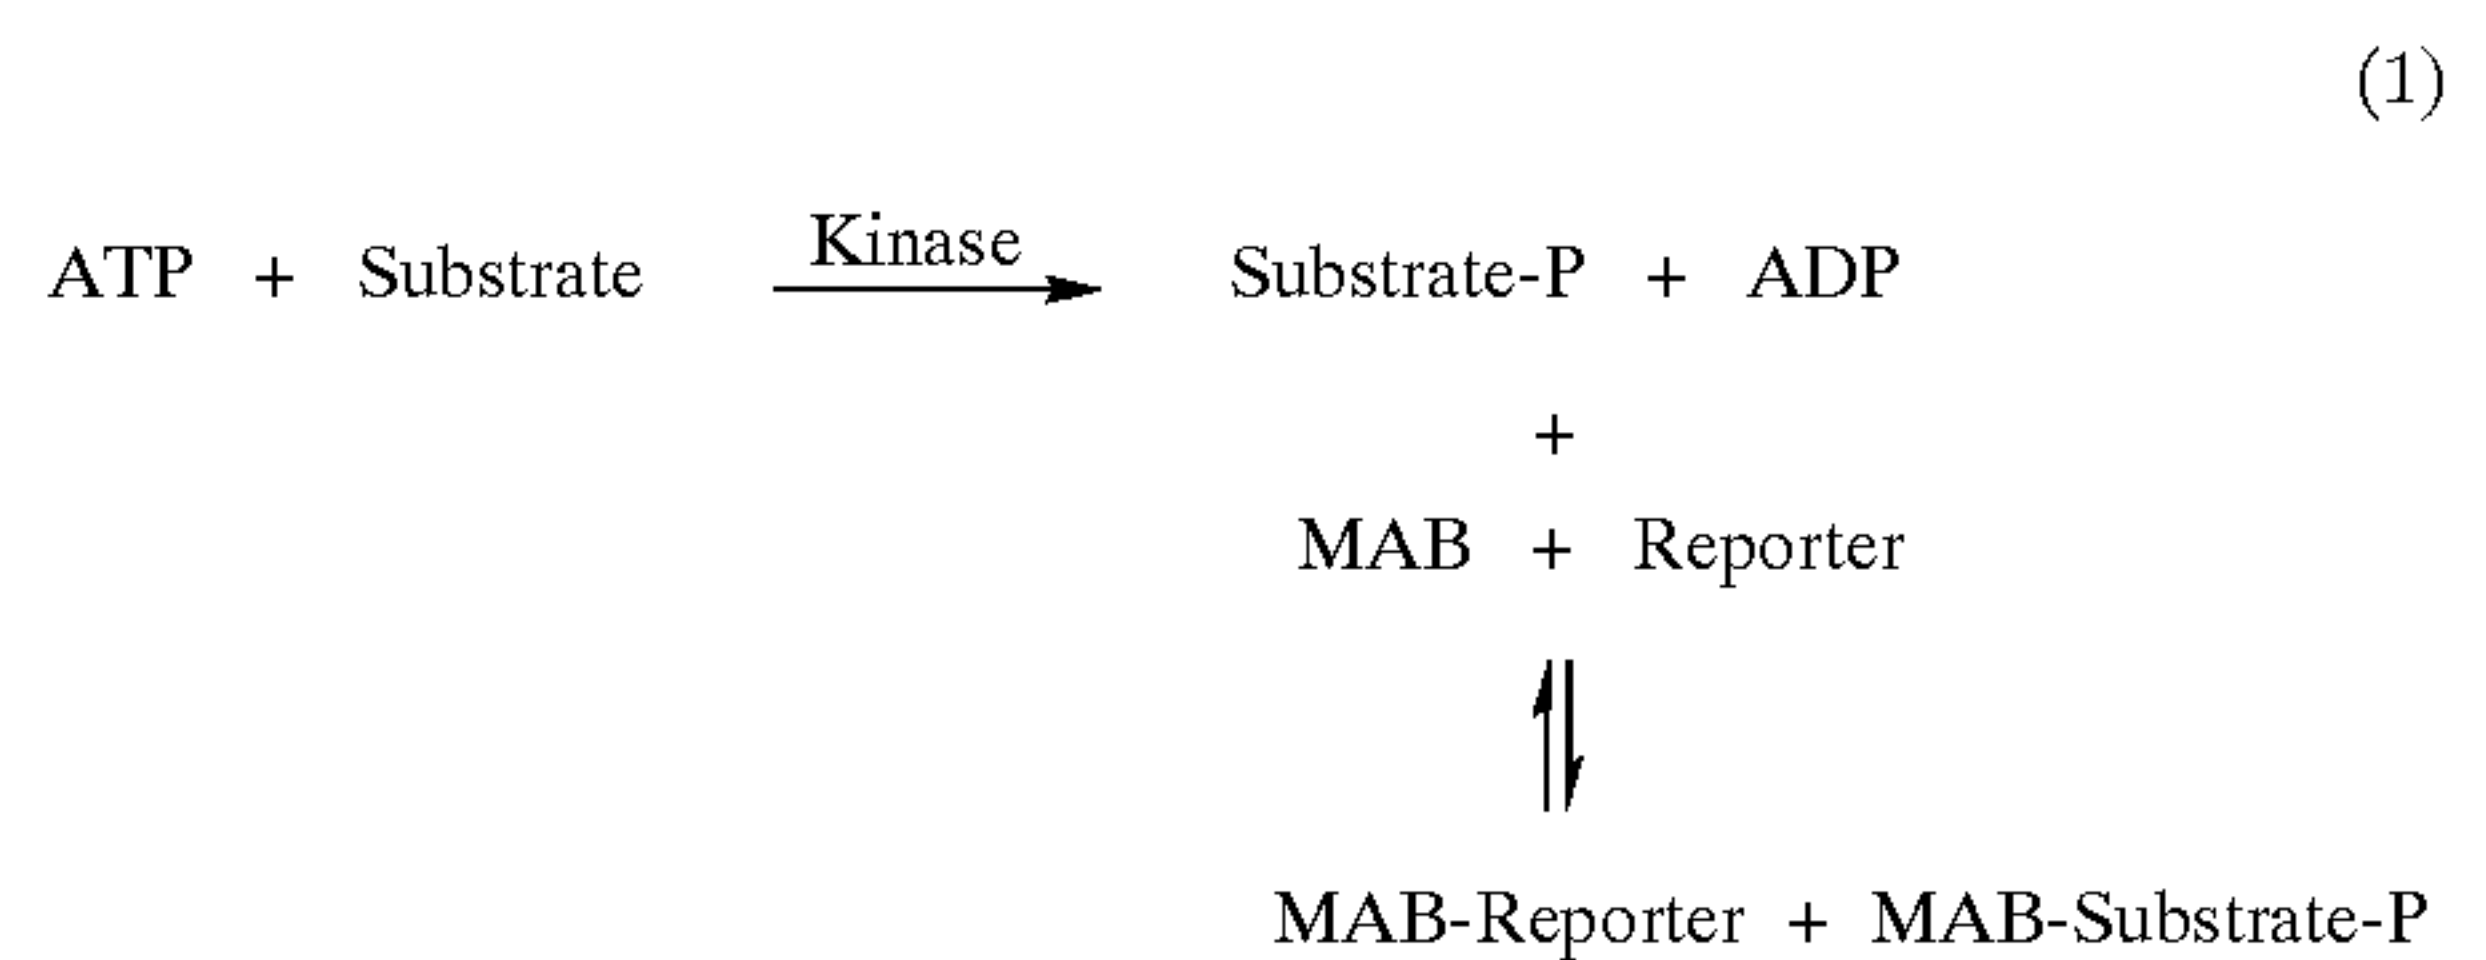 (1)
Kinase
ATP + Substrate Substrate-P + ADP
+
MAB + Reporter
MAB-Reporter + MAB-Substrate-P